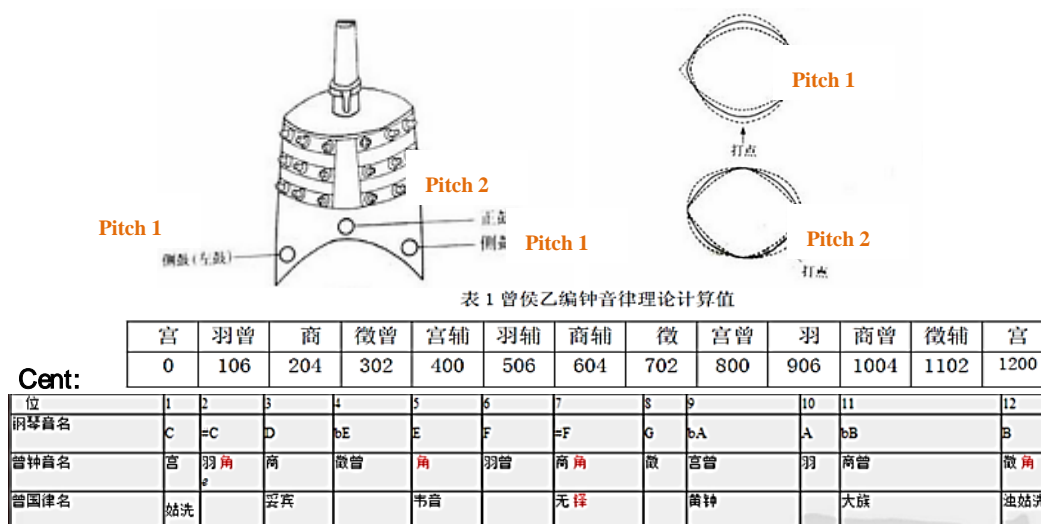 Pitch 1
打点
Pitch 2
Pitch 1
正鼓
侧鼓
Pitch 1
Pitch 2
侧鼓(左鼓)
打点
表 1 曾侯乙编钟音律理论计算值
宫 羽曾 商 徵曾 宫辅 羽辅 商辅 徵 宫曾 羽 商曾 徵辅 宫
0 106 204 302 400 506 604 702 800 906 1004 1102 1200
Cent:
位 1 2 3 4 5 6 7 8 9 10 11 12
钢琴音名 C =C D bE E F =F G bA A bB B
曾钟音名 宫 羽角 商 徵曾 角 羽曾 商角 徵 宫曾 羽 商曾 徵角
曾国律名 姑洗 妥宾 韦音 无铎 黄钟 大族 浊姑洗